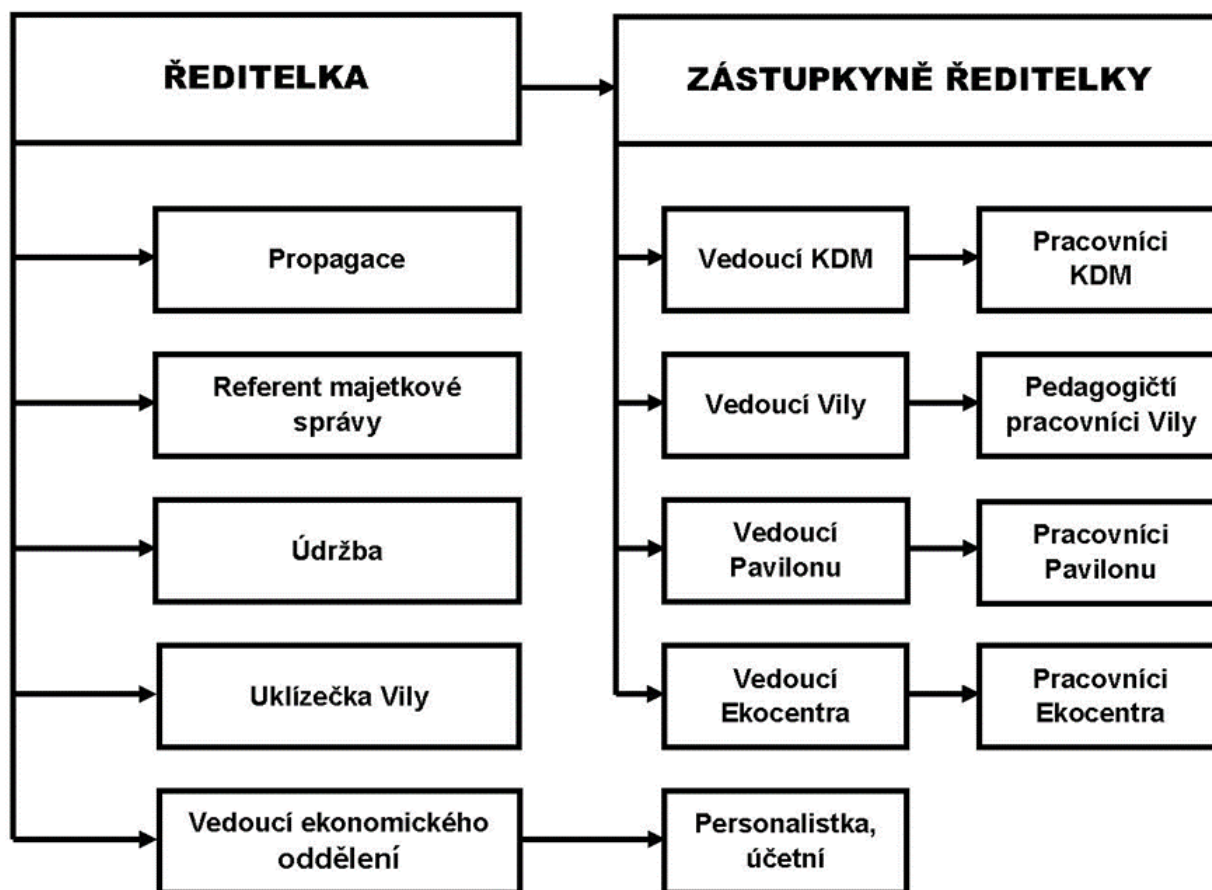 ŘEDITELKA
ZÁSTUPKYNĚ ŘEDITELKY
Propagace
Vedoucí KDM
Pracovníci
KDM
Referent majetkové
správy
Vedoucí Vily
Pedagogičtí
pracovníci Vily
Údržba
Vedoucí
Pavilonu
Pracovníci
Pavilonu
Uklízečka Vily
Vedoucí
Ekocentra
Pracovníci
Ekocentra
Vedoucí ekonomického
oddělení
Personalistka,
účetní